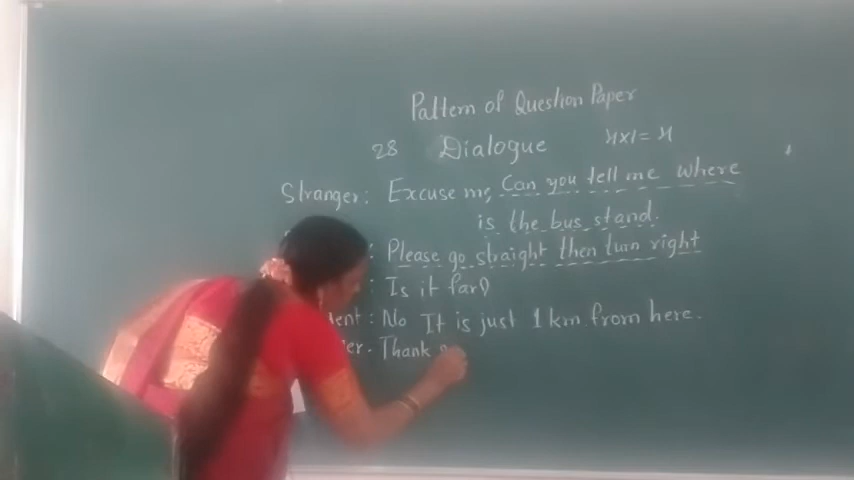 Pattern of Question Paper
28 Dialogue 4x1= 4
Stranger: Excuse me, Can you tell me where
is the bus stand.
: Please go straight then turn right
: Is it far?
dent: No It is just 1 km from here.
ger. Thank